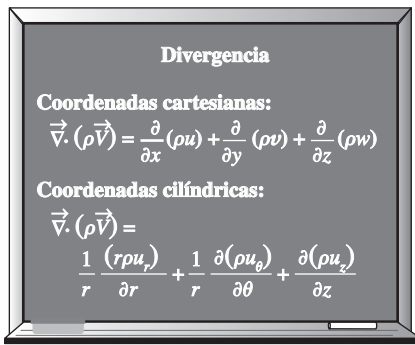 Divergencia
Coordenadas cartesianas:
∇⃗·(ρV⃗) = ∂/∂x (ρu) + ∂/∂y (ρv) + ∂/∂z (ρw)
Coordenadas cilíndricas:
∇⃗·(ρV⃗) =
1/r (rρu_r)/∂r + 1/r ∂(ρu_θ)/∂θ + ∂(ρu_z)/∂z